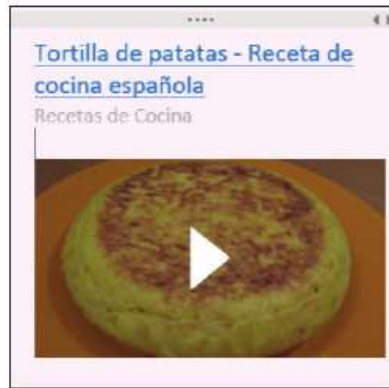 Tortilla de patatas - Receta de
cocina española
Recetas de Cocina